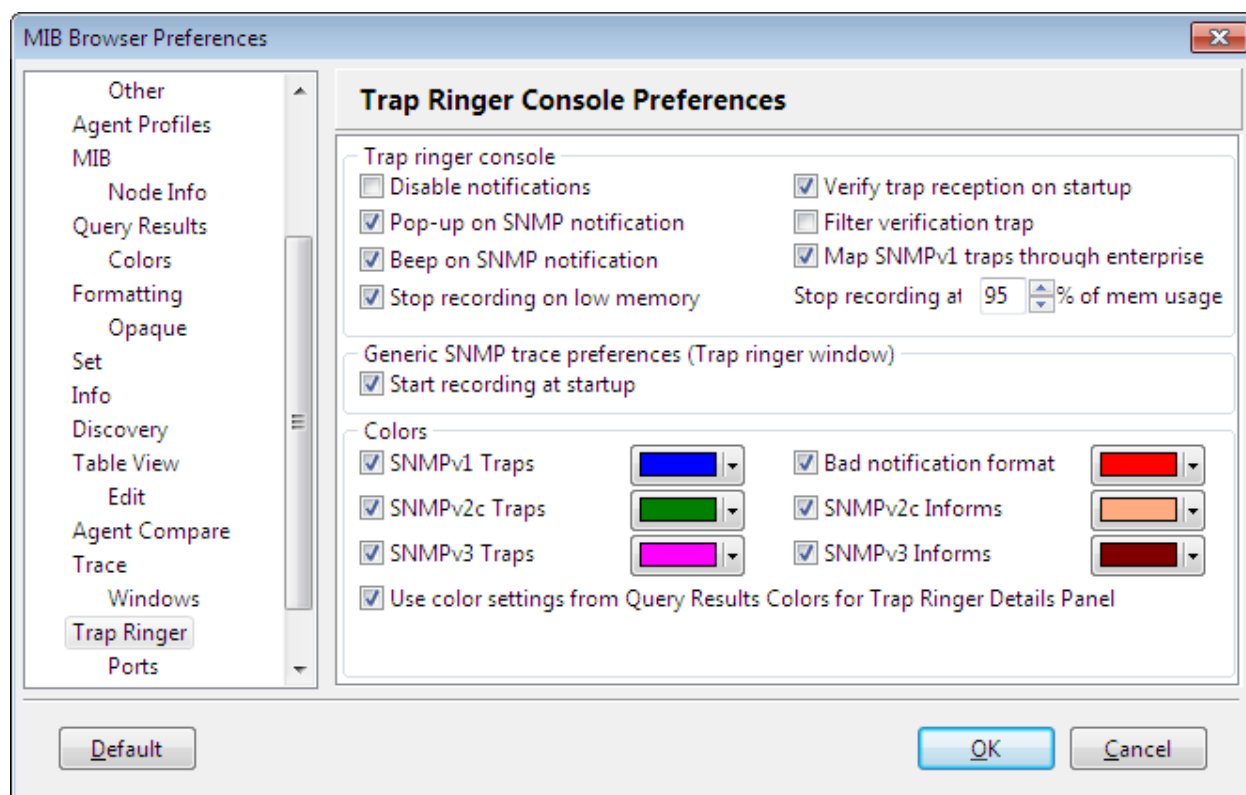 MIB Browser Preferences
Other
Agent Profiles
MIB
Node Info
Query Results
Colors
Formatting
Opaque
Set
Info
Discovery
Table View
Edit
Agent Compare
Trace
Windows
Trap Ringer
Ports
Trap Ringer Console Preferences
Trap ringer console
Disable notifications
Verify trap reception on startup
Pop-up on SNMP notification
Filter verification trap
Beep on SNMP notification
Map SNMPv1 traps through enterprise
Stop recording on low memory
Stop recording at 95 % of mem usage
Generic SNMP trace preferences (Trap ringer window)
Start recording at startup
Colors
SNMPv1 Traps
Bad notification format
SNMPv2c Traps
SNMPv2c Informs
SNMPv3 Traps
SNMPv3 Informs
Use color settings from Query Results Colors for Trap Ringer Details Panel
Default
OK
Cancel